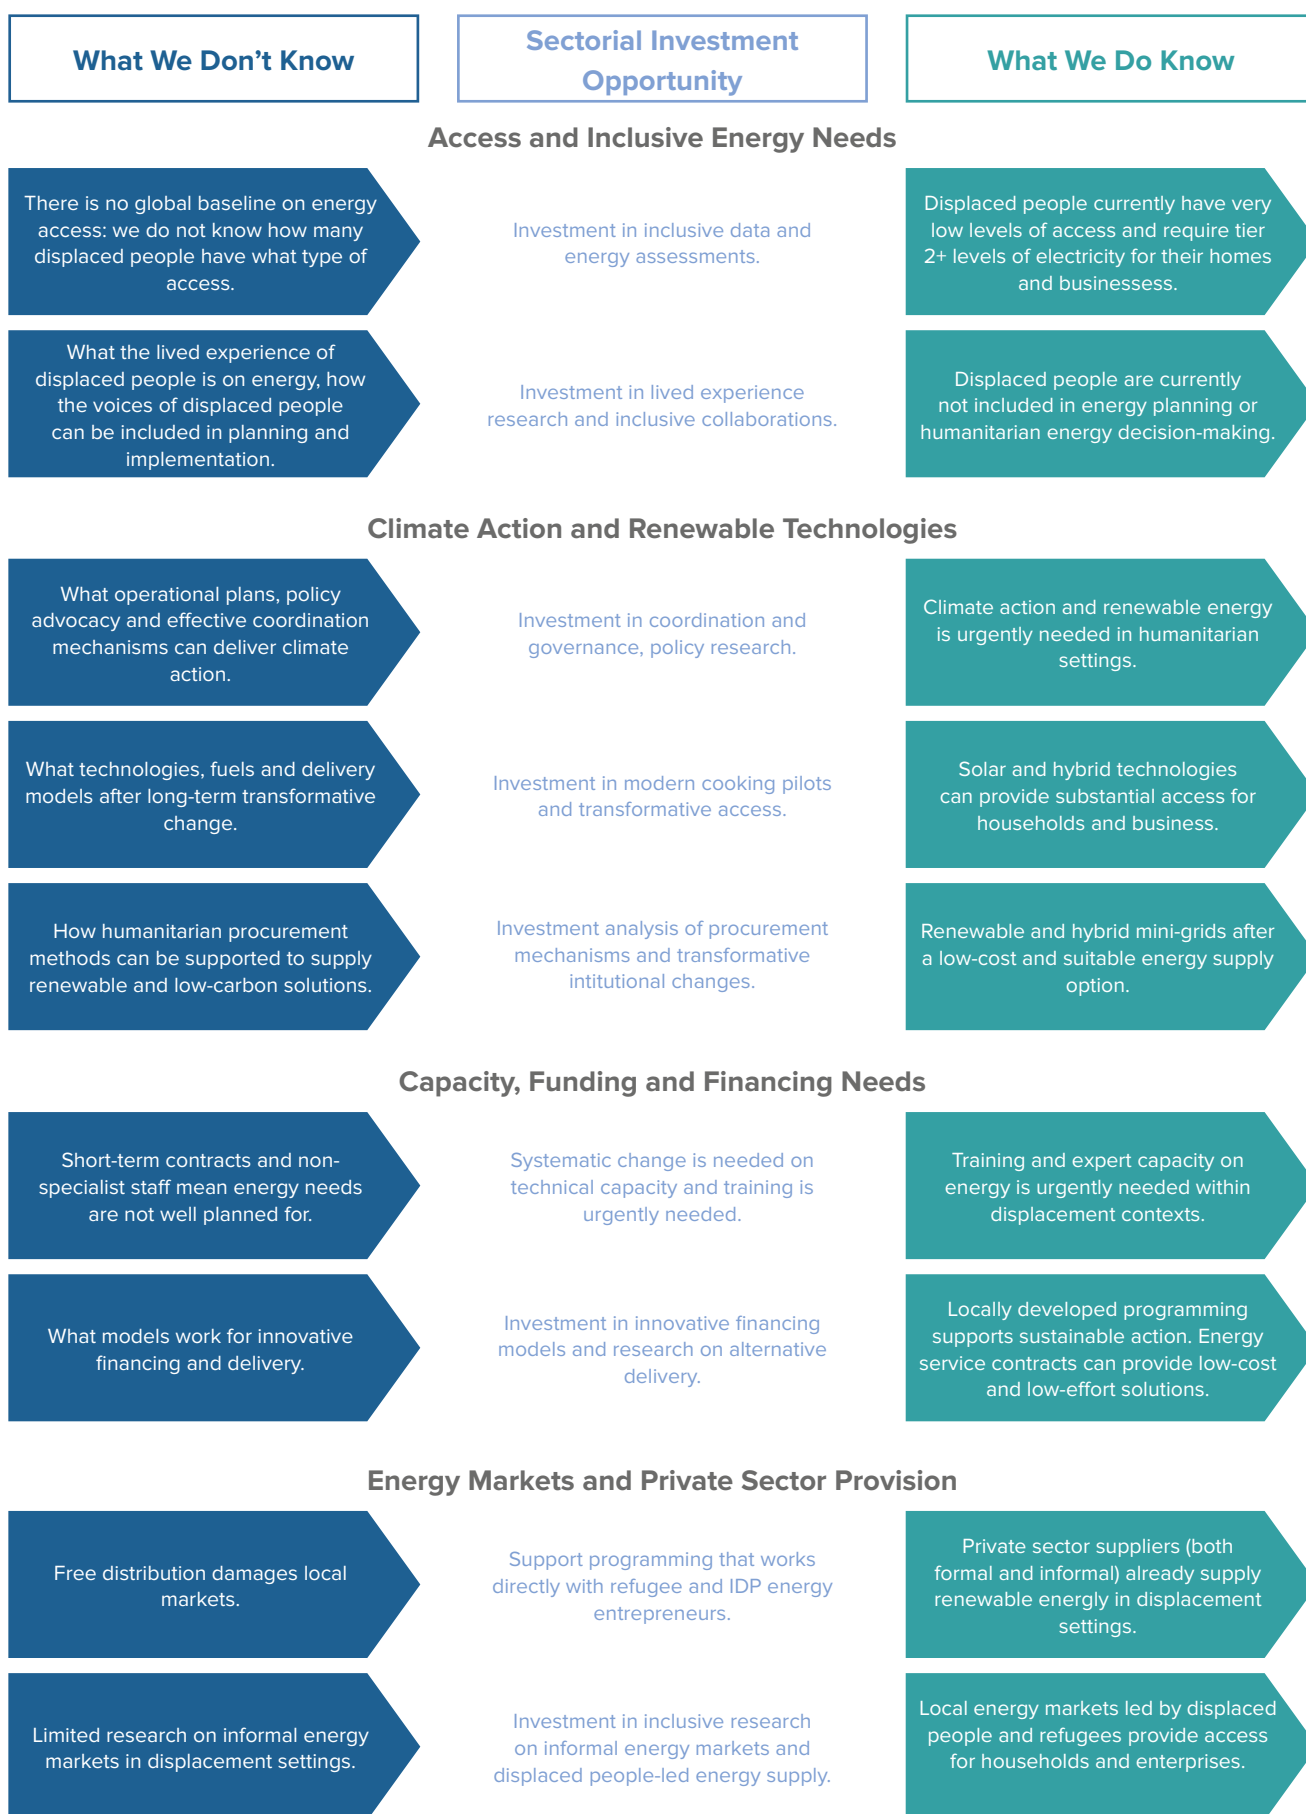 What We Don't Know
Sectorial Investment
Opportunity
What We Do Know
Access and Inclusive Energy Needs
There is no global baseline on energy
access: we do not know how many
displaced people have what type of
access.
Investment in inclusive data and
energy assessments.
Displaced people currently have very
low levels of access and require tier
2+ levels of electricity for their homes
and businessess.
What the lived experience of
displaced people is on energy, how
the voices of displaced people
can be included in planning and
implementation.
Investment in lived experience
research and inclusive collaborations.
Displaced people are currently
not included in energy planning or
humanitarian energy decision-making.
Climate Action and Renewable Technologies
What operational plans, policy
advocacy and effective coordination
mechanisms can deliver climate
action.
Investment in coordination and
governance, policy research.
Climate action and renewable energy
is urgently needed in humanitarian
settings.
What technologies, fuels and delivery
models after long-term transformative
change.
Investment in modern cooking pilots
and transformative access.
Solar and hybrid technologies
can provide substantial access for
households and business.
How humanitarian procurement
methods can be supported to supply
renewable and low-carbon solutions.
Investment analysis of procurement
mechanisms and transformative
intitutional changes.
Renewable and hybrid mini-grids after
a low-cost and suitable energy supply
option.
Capacity, Funding and Financing Needs
Short-term contracts and non-
specialist staff mean energy needs
are not well planned for.
Systematic change is needed on
technical capacity and training is
urgently needed.
Training and expert capacity on
energy is urgently needed within
displacement contexts.
What models work for innovative
financing and delivery.
Investment in innovative financing
models and research on alternative
delivery.
Locally developed programming
supports sustainable action. Energy
service contracts can provide low-cost
and low-effort solutions.
Energy Markets and Private Sector Provision
Free distribution damages local
markets.
Support programming that works
directly with refugee and IDP energy
entrepreneurs.
Private sector suppliers (both
formal and informal) already supply
renewable energly in displacement
settings.
Limited research on informal energy
markets in displacement settings.
Investment in inclusive research
on informal energy markets and
displaced people-led energy supply.
Local energy markets led by displaced
people and refugees provide access
for households and enterprises.